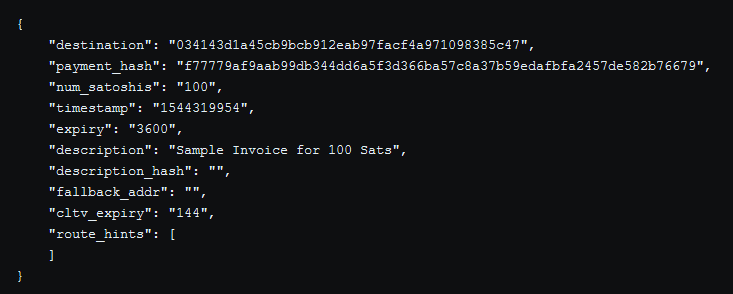 {
    "destination": "034143d1a45cb9bcb912eab97facf4a971098385c47",
    "payment_hash": "f77779af9aab99db344dd6a5f3d366ba57c8a37b59edafbfa2457de582b76679",
    "num_satoshis": "100",
    "timestamp": "1544319954",
    "expiry": "3600",
    "description": "Sample Invoice for 100 Sats",
    "description_hash": "",
    "fallback_addr": "",
    "cltv_expiry": "144",
    "route_hints": [
    ]
}